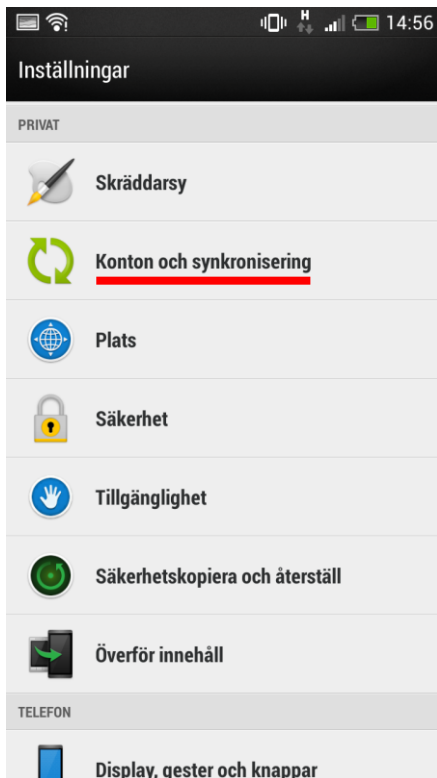 H 14:56
Inställningar
PRIVAT
Skräddarsy
Konton och synkronisering
Plats
Säkerhet
Tillgänglighet
Säkerhetskopiera och återställ
Överför innehåll
TELEFON
Display, gester och knappar